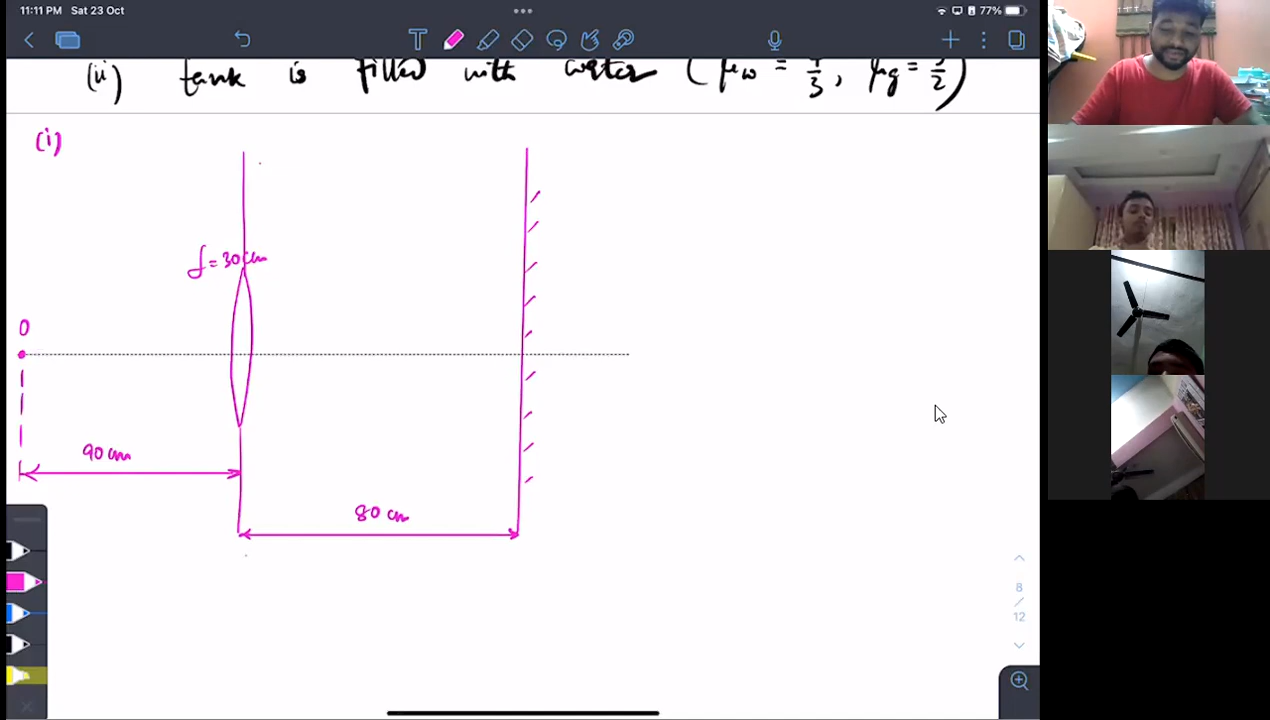 11:11 PM Sat 23 Oct
77%
T
(ii) tank is filled with water (μw = 4/3, μg = 3/2)
(i)
f = 30 cm
O
90 cm
80 cm
8
/
12